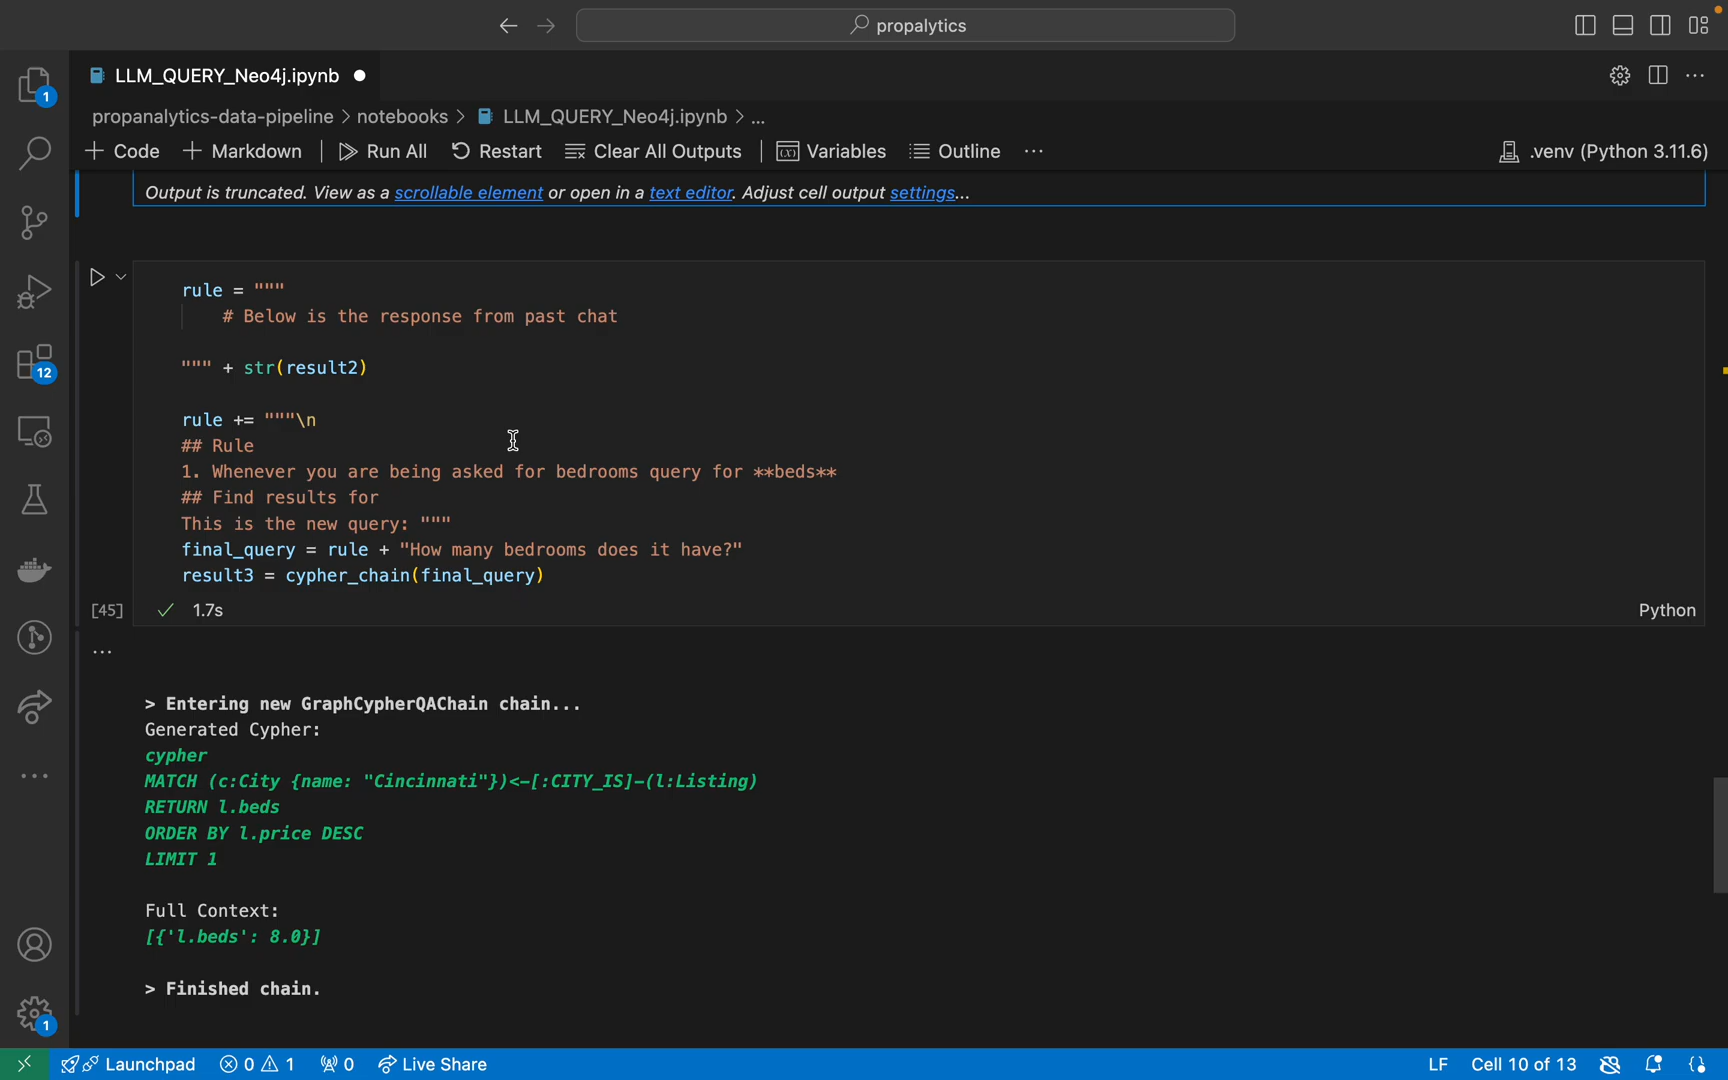 propalytics
LLM_QUERY_Neo4j.ipynb
propanalytics-data-pipeline > notebooks > LLM_QUERY_Neo4j.ipynb > ...
+ Code + Markdown Run All Restart Clear All Outputs Variables Outline ... .venv (Python 3.11.6)
1
12
1
Output is truncated. View as a scrollable element or open in a text editor. Adjust cell output settings...
rule = """
# Below is the response from past chat
""" + str(result2)
rule += """\n
## Rule
1. Whenever you are being asked for bedrooms query for **beds**
## Find results for
This is the new query: """
final_query = rule + "How many bedrooms does it have?"
result3 = cypher_chain(final_query)
[45] ✓ 1.7s Python
...
> Entering new GraphCypherQAChain chain...
Generated Cypher:
cypher
MATCH (c:City {name: "Cincinnati"})<-[:CITY_IS]-(l:Listing)
RETURN l.beds
ORDER BY l.price DESC
LIMIT 1
Full Context:
[{'l.beds': 8.0}]
> Finished chain.
Launchpad 0 1 0 Live Share LF Cell 10 of 13